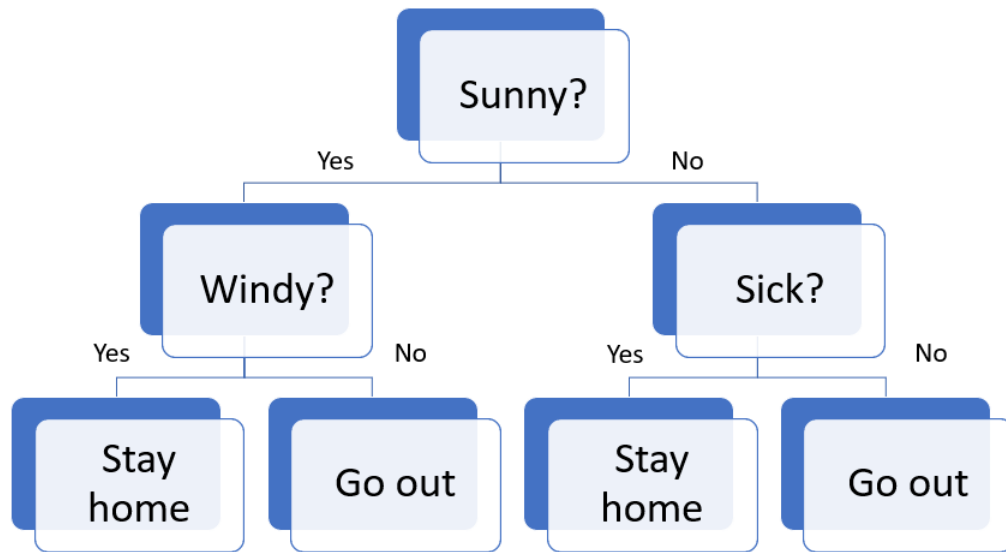 Sunny?
Yes
No
Windy?
Sick?
Yes
No
Yes
No
Stay
home
Go out
Stay
home
Go out